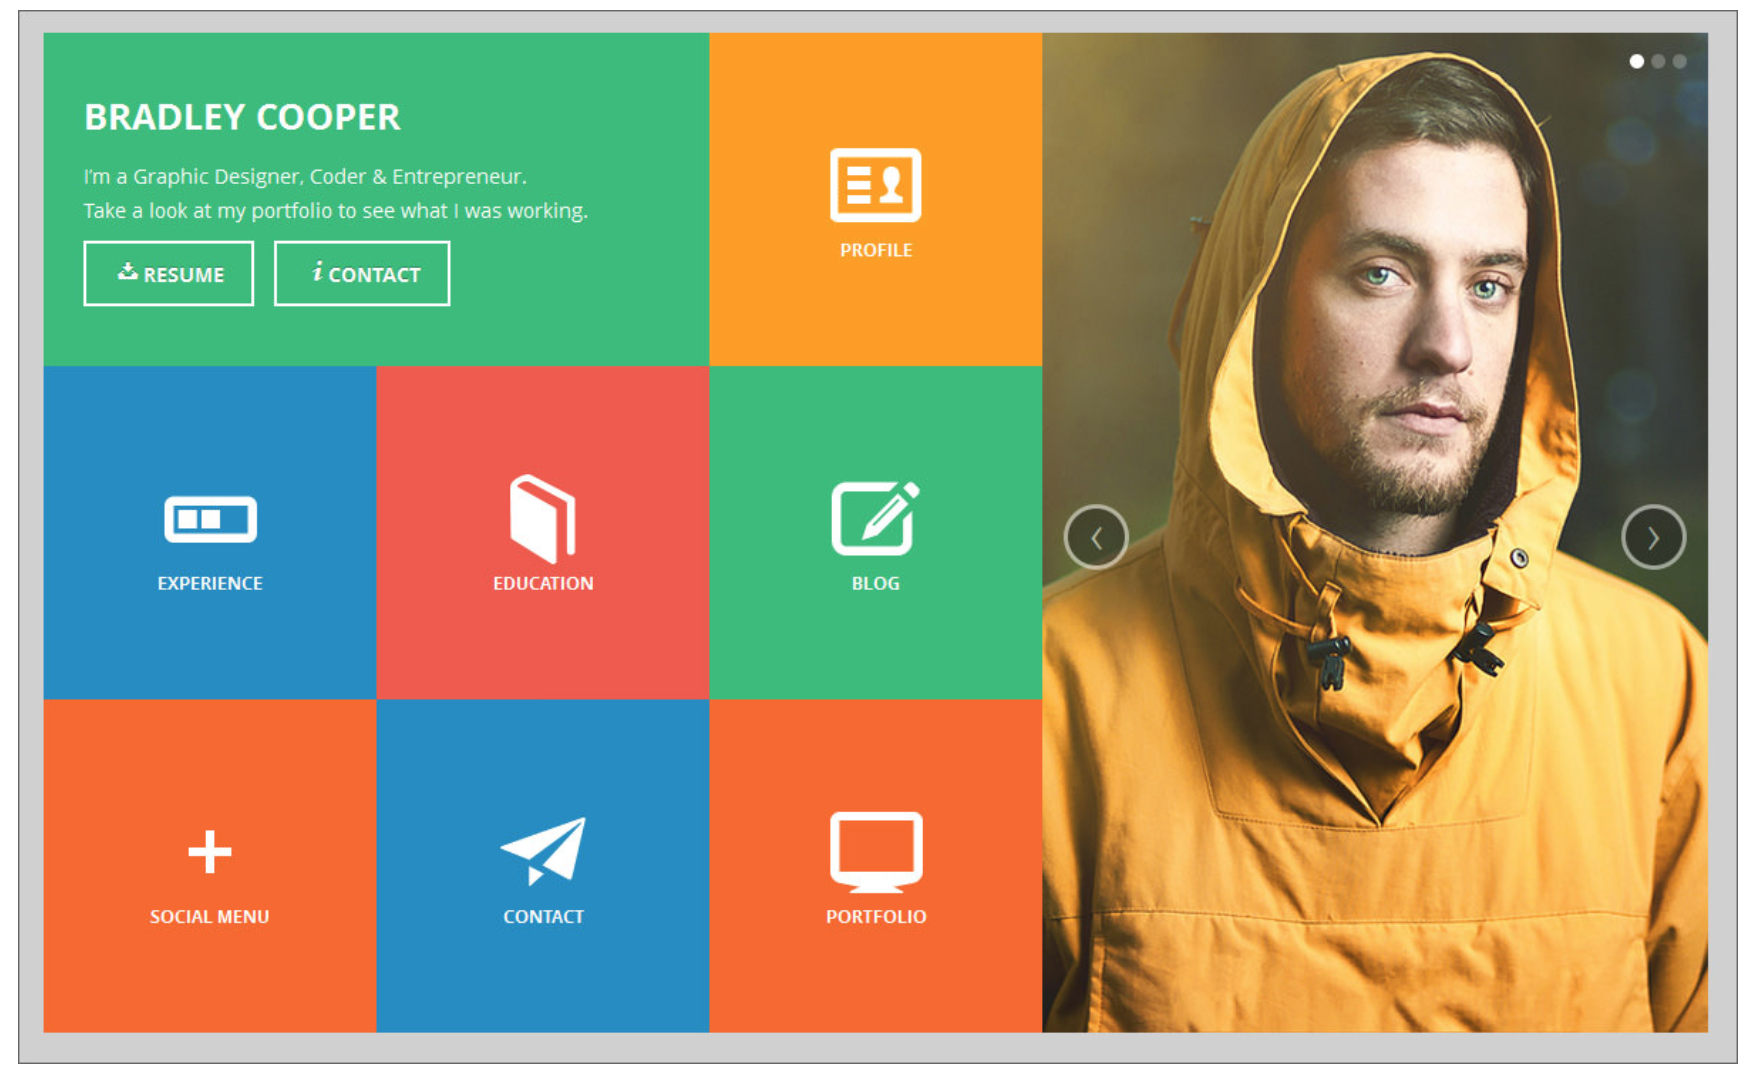 BRADLEY COOPER
I'm a Graphic Designer, Coder & Entrepreneur.
Take a look at my portfolio to see what I was working.
RESUME
CONTACT
PROFILE
EXPERIENCE
EDUCATION
BLOG
SOCIAL MENU
CONTACT
PORTFOLIO